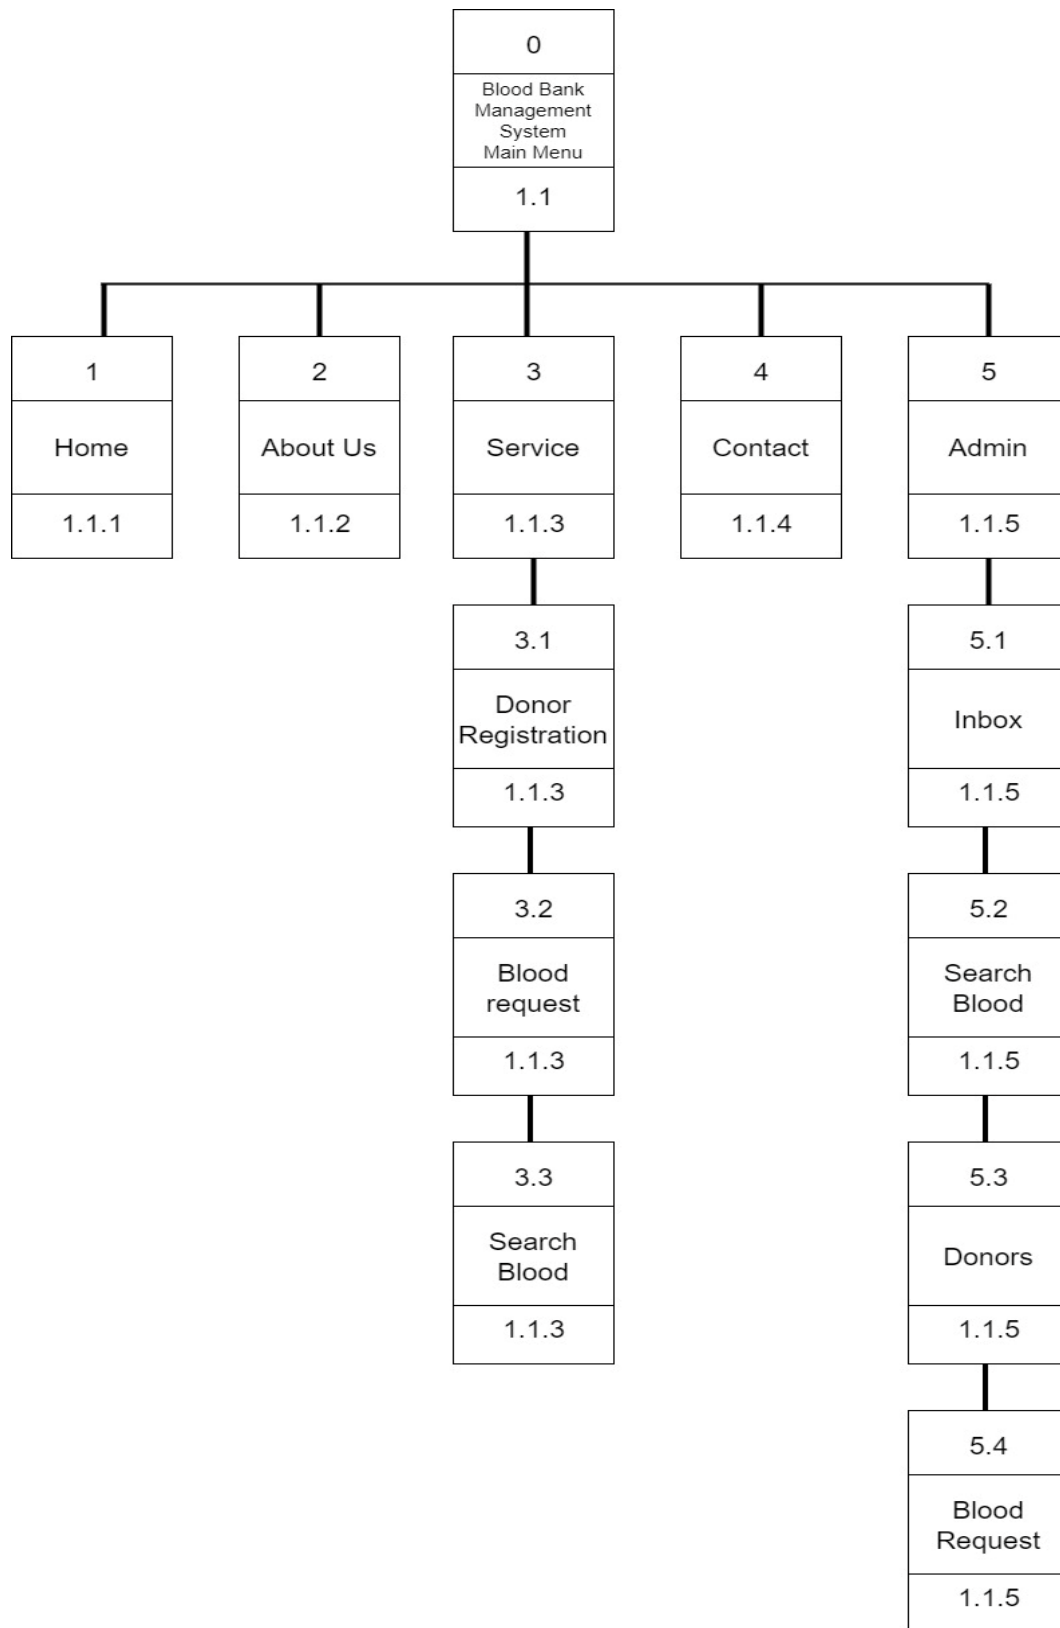 0
Blood Bank
Management
System
Main Menu
1.1
1
Home
1.1.1
2
About Us
1.1.2
3
Service
1.1.3
4
Contact
1.1.4
5
Admin
1.1.5
3.1
Donor
Registration
1.1.3
3.2
Blood
request
1.1.3
3.3
Search
Blood
1.1.3
5.1
Inbox
1.1.5
5.2
Search
Blood
1.1.5
5.3
Donors
1.1.5
5.4
Blood
Request
1.1.5